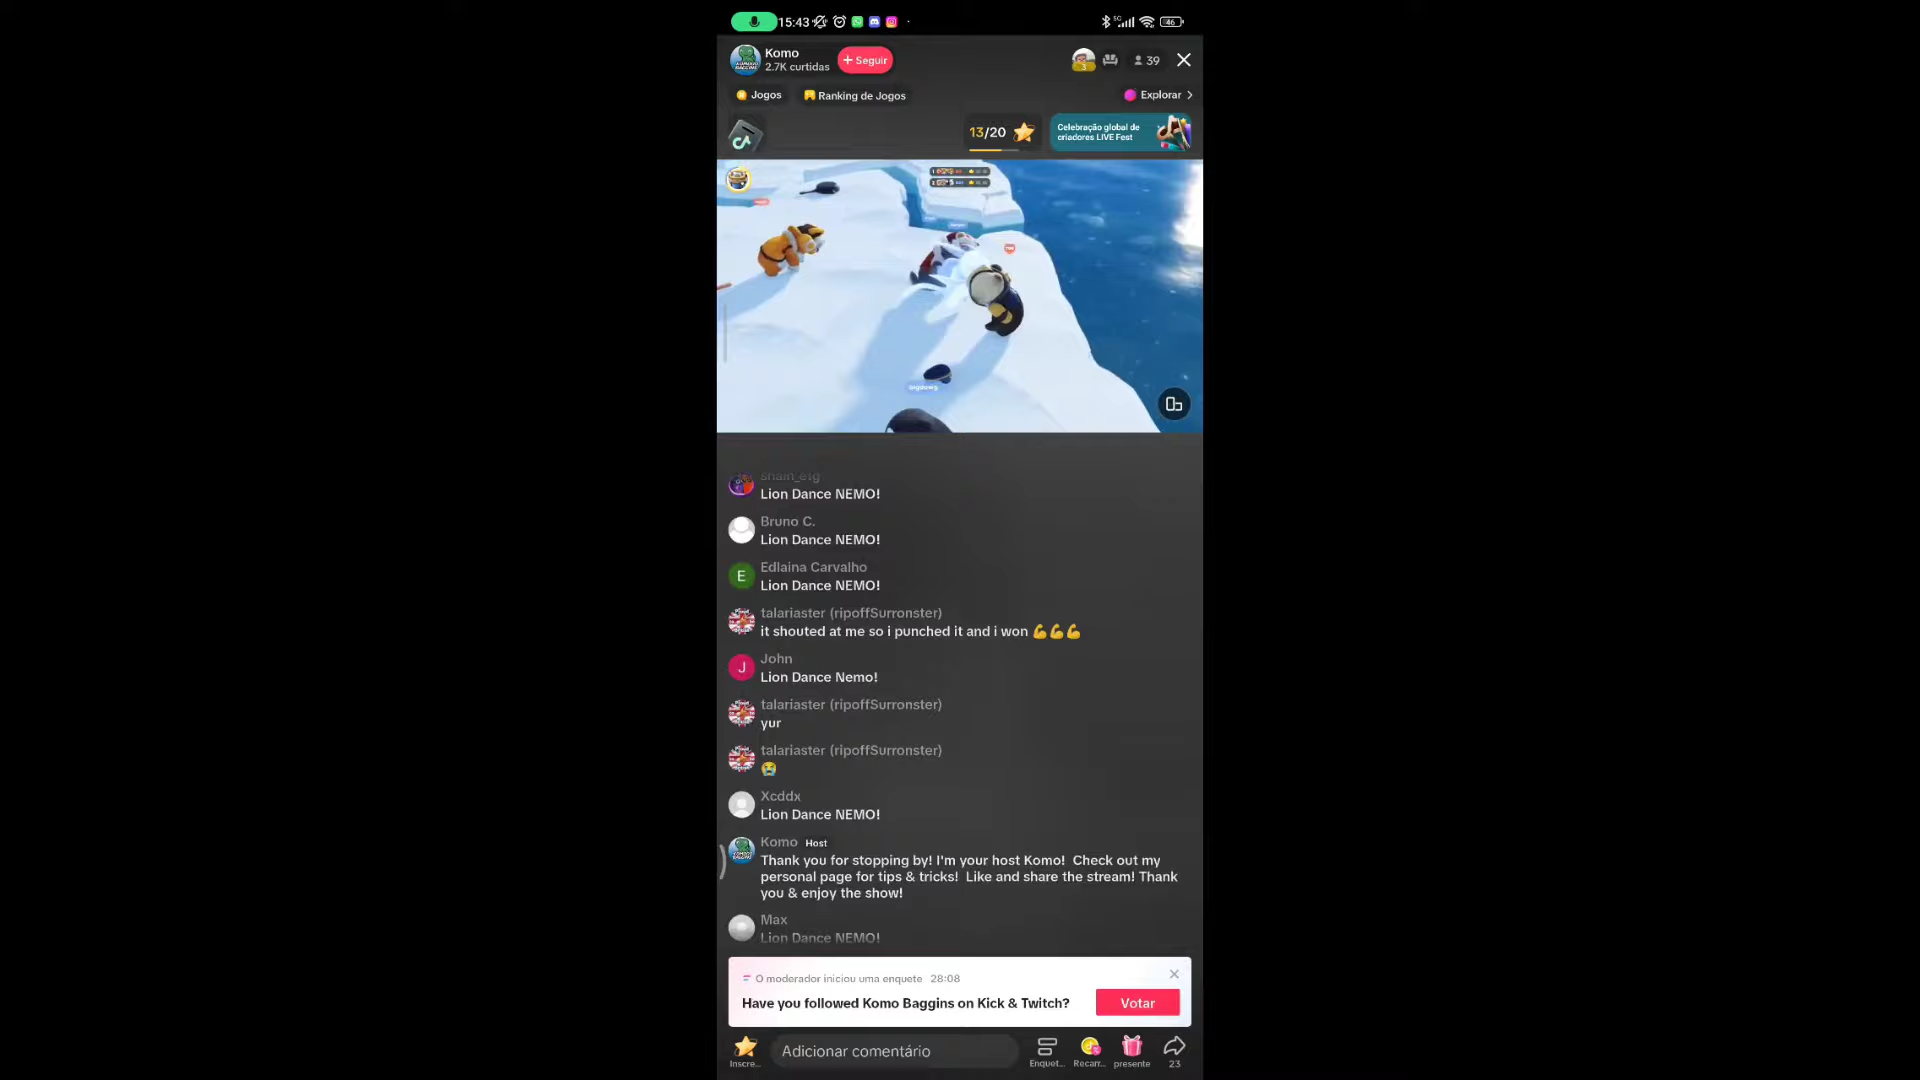 15:43
5G
46
Komo
2.7K curtidas
+ Seguir
3
39
Jogos
Ranking de Jogos
Explorar
13/20
Celebração global de
criadores LIVE Fest
Lion Dance NEMO!
Bruno C.
Lion Dance NEMO!
E
Edlaina Carvalho
Lion Dance NEMO!
talariaster (ripoffSurronster)
it shouted at me so i punched it and i won 💪💪💪
J
John
Lion Dance Nemo!
talariaster (ripoffSurronster)
yur
talariaster (ripoffSurronster)
😭
Xcddx
Lion Dance NEMO!
Komo Host
Thank you for stopping by! I'm your host Komo! Check out my
personal page for tips & tricks! Like and share the stream! Thank
you & enjoy the show!
Max
Lion Dance NEMO!
O moderador iniciou uma enquete 28:08
Have you followed Komo Baggins on Kick & Twitch?
Votar
Adicionar comentário
Inscre...
Enquet...
Recarr...
presente
23